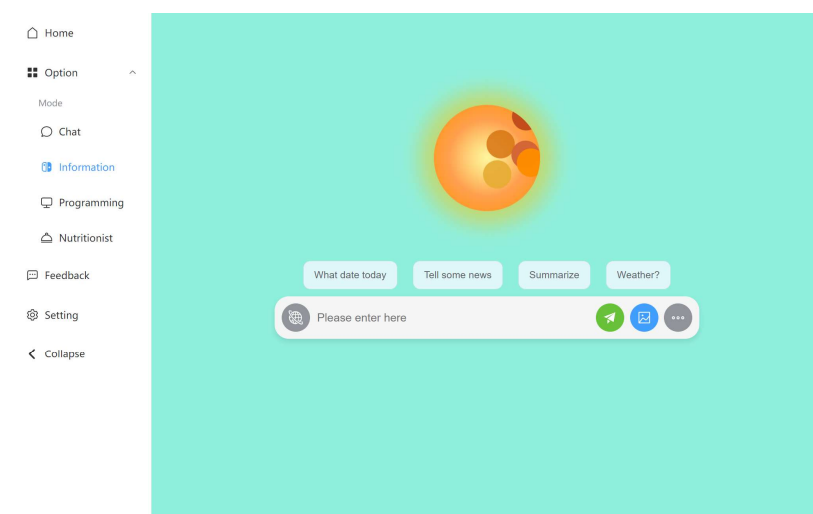 Home
Option
Mode
Chat
Information
Programming
Nutritionist
Feedback
Setting
Collapse
What date today
Tell some news
Summarize
Weather?
Please enter here